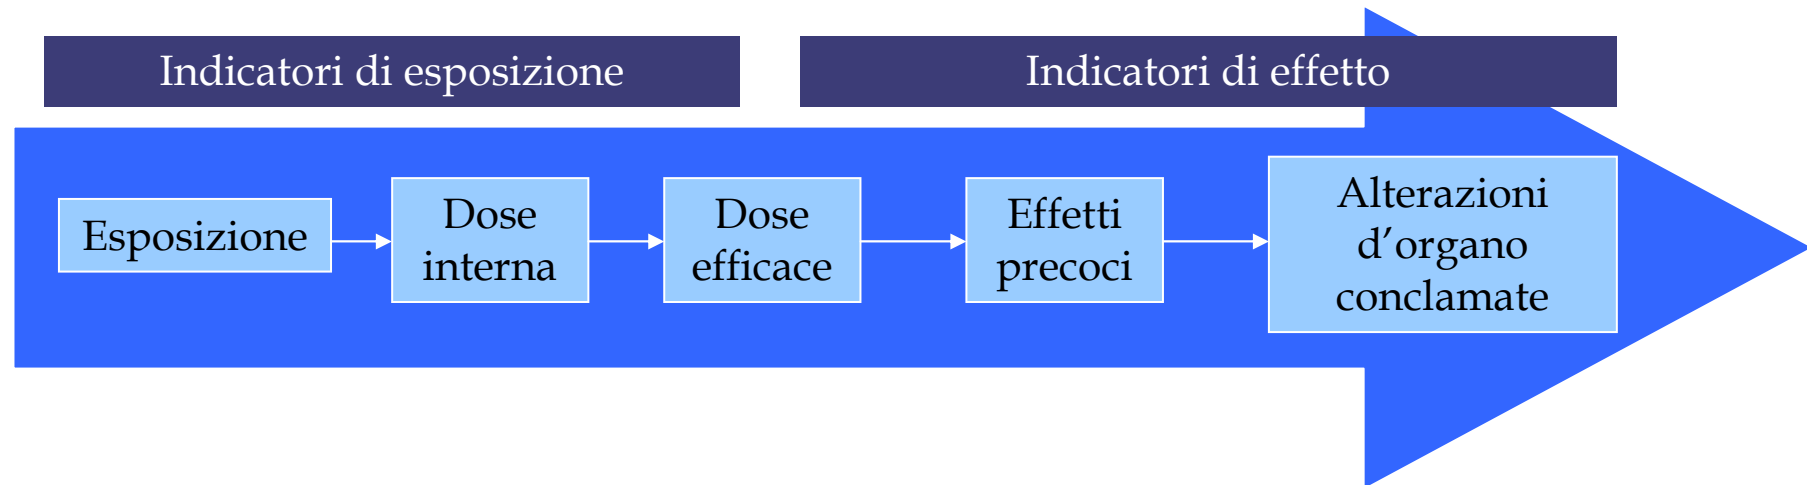 Indicatori di esposizione
Indicatori di effetto
Esposizione
Dose
interna
Dose
efficace
Effetti
precoci
Alterazioni
d’organo
conclamate